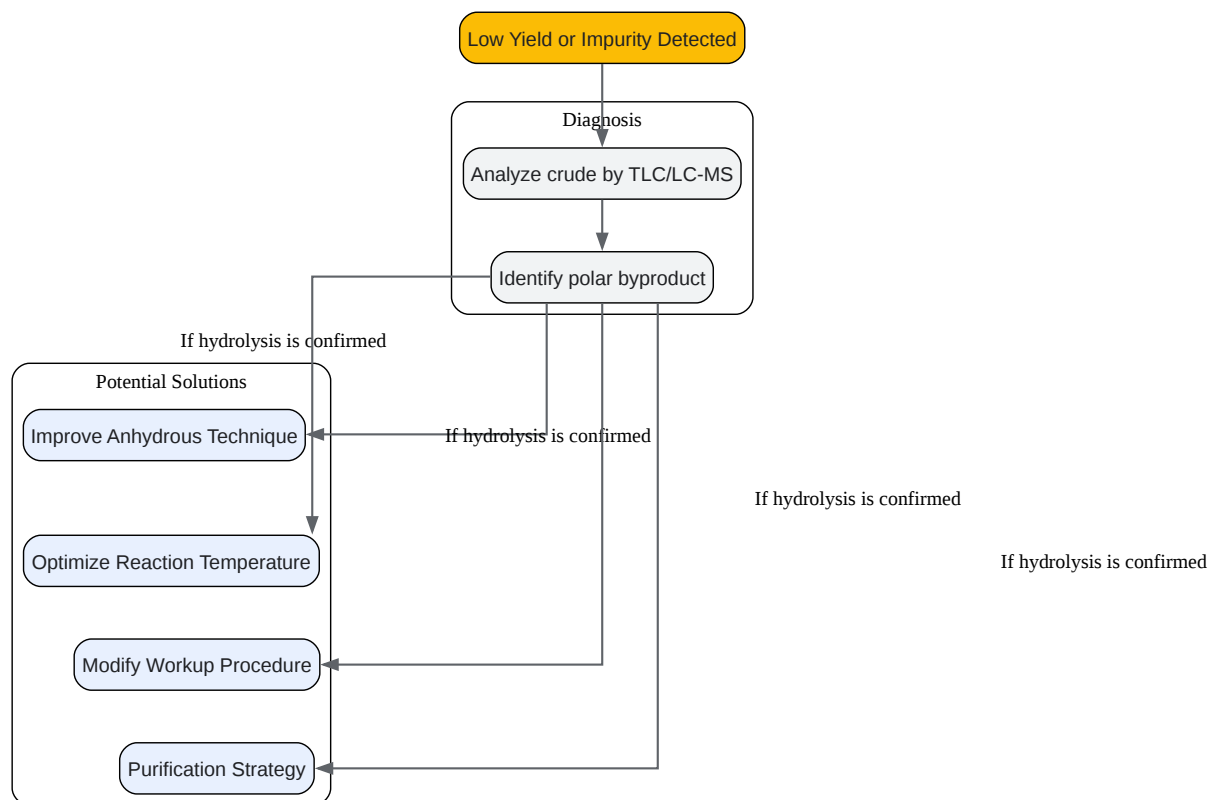 Low Yield or Impurity Detected
Diagnosis
Analyze crude by TLC/LC-MS
Identify polar byproduct
If hydrolysis is confirmed
Potential Solutions
Improve Anhydrous Technique
If hydrolysis is confirmed
If hydrolysis is confirmed
Optimize Reaction Temperature
If hydrolysis is confirmed
Modify Workup Procedure
Purification Strategy